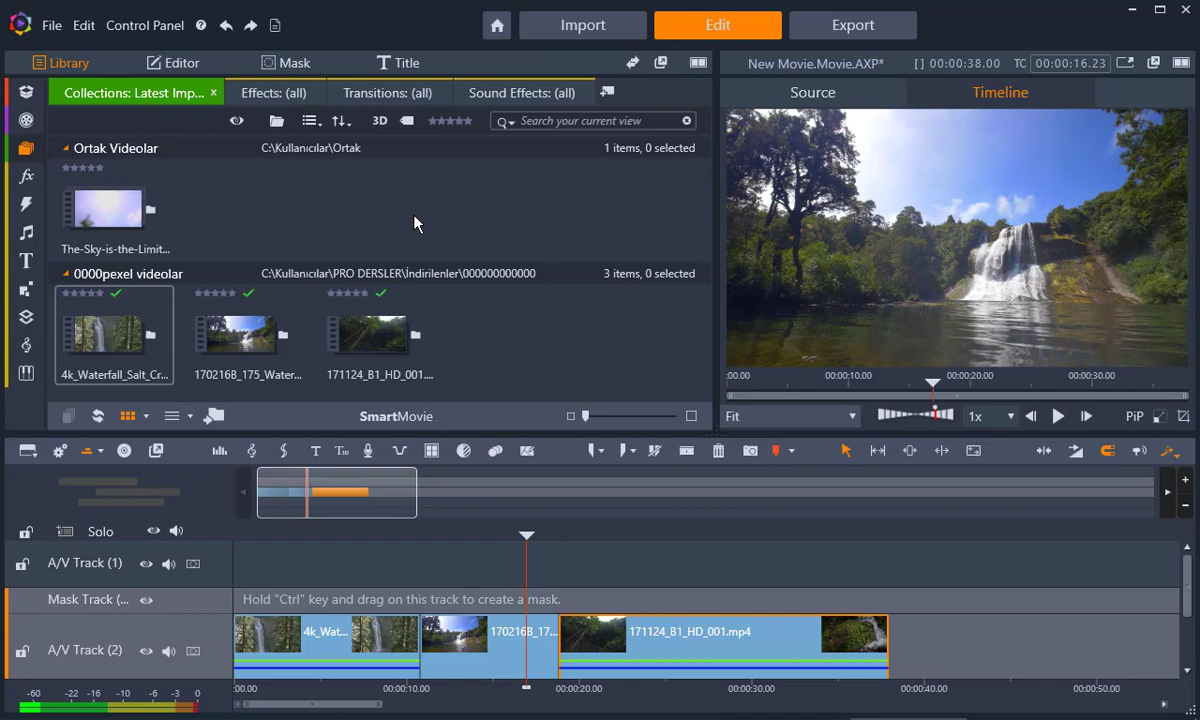 File Edit Control Panel
Import Edit Export
Library Editor Mask Title
New Movie.Movie.AXP* [] 00:00:38.00 TC 00:00:16.23
Collections: Latest Imp... x Effects: (all) Transitions: (all) Sound Effects: (all)
Source Timeline
3D Search your current view
Ortak Videolar C:\Kullanıcılar\Ortak 1 items, 0 selected
The-Sky-is-the-Limit...
0000pexel videolar C:\Kullanıcılar\PRO DERSLER\İndirilenler\000000000000 3 items, 0 selected
4k_Waterfall_Salt_Cr... 170216B_175_Water... 171124_B1_HD_001....
:00.00 00:00:10.00 00:00:20.00 00:00:30.00
SmartMovie
Fit 1x PiP
Solo
A/V Track (1)
Mask Track (... Hold "Ctrl" key and drag on this track to create a mask.
A/V Track (2) 4k_Wat... 170216B_17... 171124_B1_HD_001.mp4
-60 -22 -16 -10 -6 -3 0
:00.00 00:00:10.00 00:00:20.00 00:00:30.00 00:00:40.00 00:00:50.00